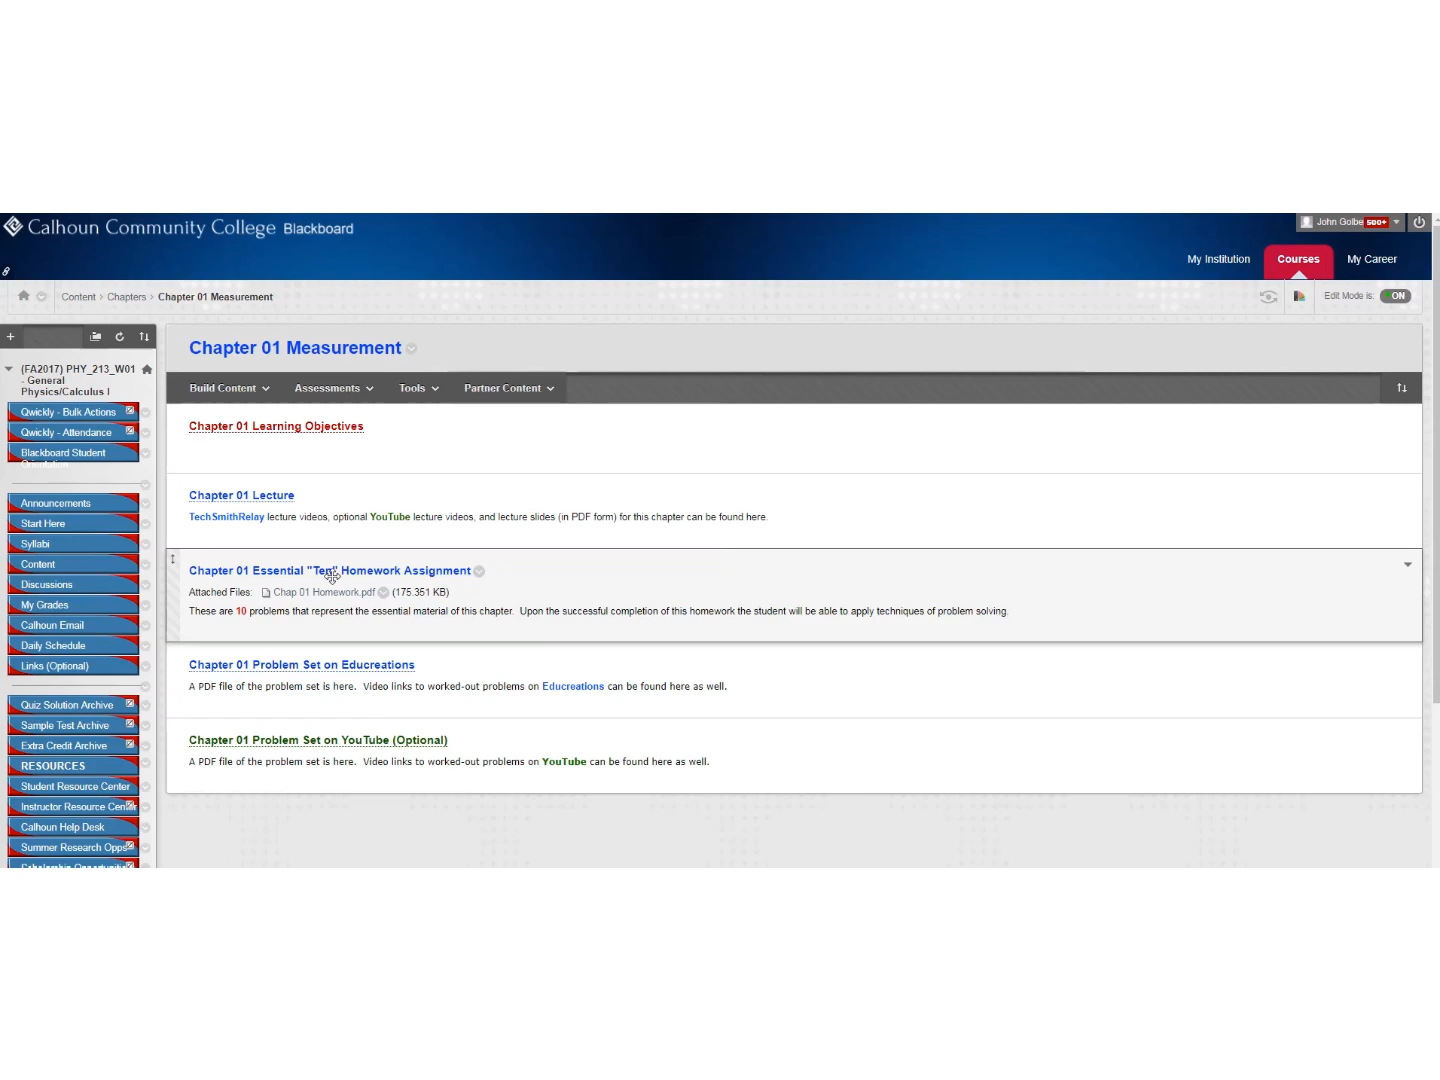 Calhoun Community College Blackboard
John Golbe 500+
My Institution
Courses
My Career
Content > Chapters > Chapter 01 Measurement
Edit Mode is: ON
(FA2017) PHY_213_W01
- General
Physics/Calculus I
Qwickly - Bulk Actions
Qwickly - Attendance
Blackboard Student
Orientation
Announcements
Start Here
Syllabi
Content
Discussions
My Grades
Calhoun Email
Daily Schedule
Links (Optional)
Quiz Solution Archive
Sample Test Archive
Extra Credit Archive
RESOURCES
Student Resource Center
Instructor Resource Center
Calhoun Help Desk
Summer Research Opps
Chapter 01 Measurement
Build Content
Assessments
Tools
Partner Content
Chapter 01 Learning Objectives
Chapter 01 Lecture
TechSmithRelay lecture videos, optional YouTube lecture videos, and lecture slides (in PDF form) for this chapter can be found here.
Chapter 01 Essential "Ten" Homework Assignment
Attached Files: Chap 01 Homework.pdf (175.351 KB)
These are 10 problems that represent the essential material of this chapter. Upon the successful completion of this homework the student will be able to apply techniques of problem solving.
Chapter 01 Problem Set on Educreations
A PDF file of the problem set is here. Video links to worked-out problems on Educreations can be found here as well.
Chapter 01 Problem Set on YouTube (Optional)
A PDF file of the problem set is here. Video links to worked-out problems on YouTube can be found here as well.